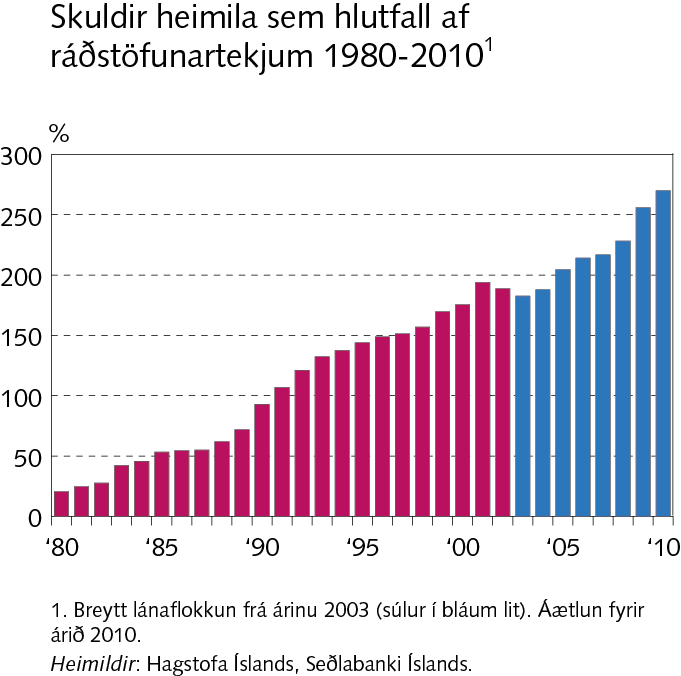 Skuldir heimila sem hlutfall af
ráðstöfunartekjum 1980-2010¹
%
300
250
200
150
100
50
0
‘80 ‘85 ‘90 ‘95 ‘00 ‘05 ‘10
1. Breytt lánaflokkun frá árinu 2003 (súlur í bláum lit). Áætlun fyrir
árið 2010.
Heimildir: Hagstofa Íslands, Seðlabanki Íslands.